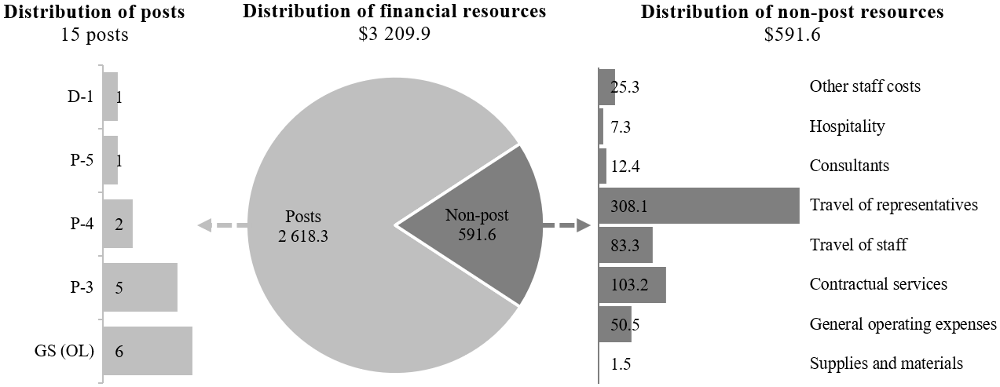 Distribution of posts
15 posts
D-1 1
P-5 1
P-4 2
P-3 5
GS (OL) 6
Distribution of financial resources
$3 209.9
Posts
2 618.3
Non-post
591.6
Distribution of non-post resources
$591.6
25.3 Other staff costs
7.3 Hospitality
12.4 Consultants
308.1 Travel of representatives
83.3 Travel of staff
103.2 Contractual services
50.5 General operating expenses
1.5 Supplies and materials